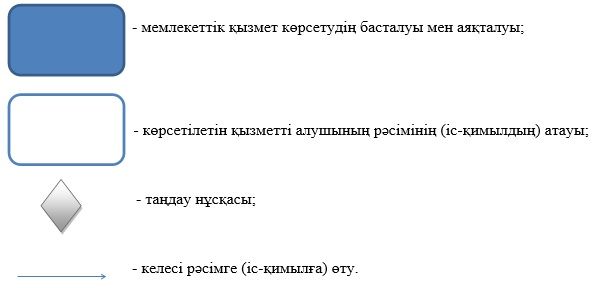 - мемлекеттік қызмет көрсетудің басталуы мен аяқталуы;
- көрсетілетін қызметті алушының рәсімінің (іс-қимылдың) атауы;
- таңдау нұсқасы;
- келесі рәсімге (іс-қимылға) өту.